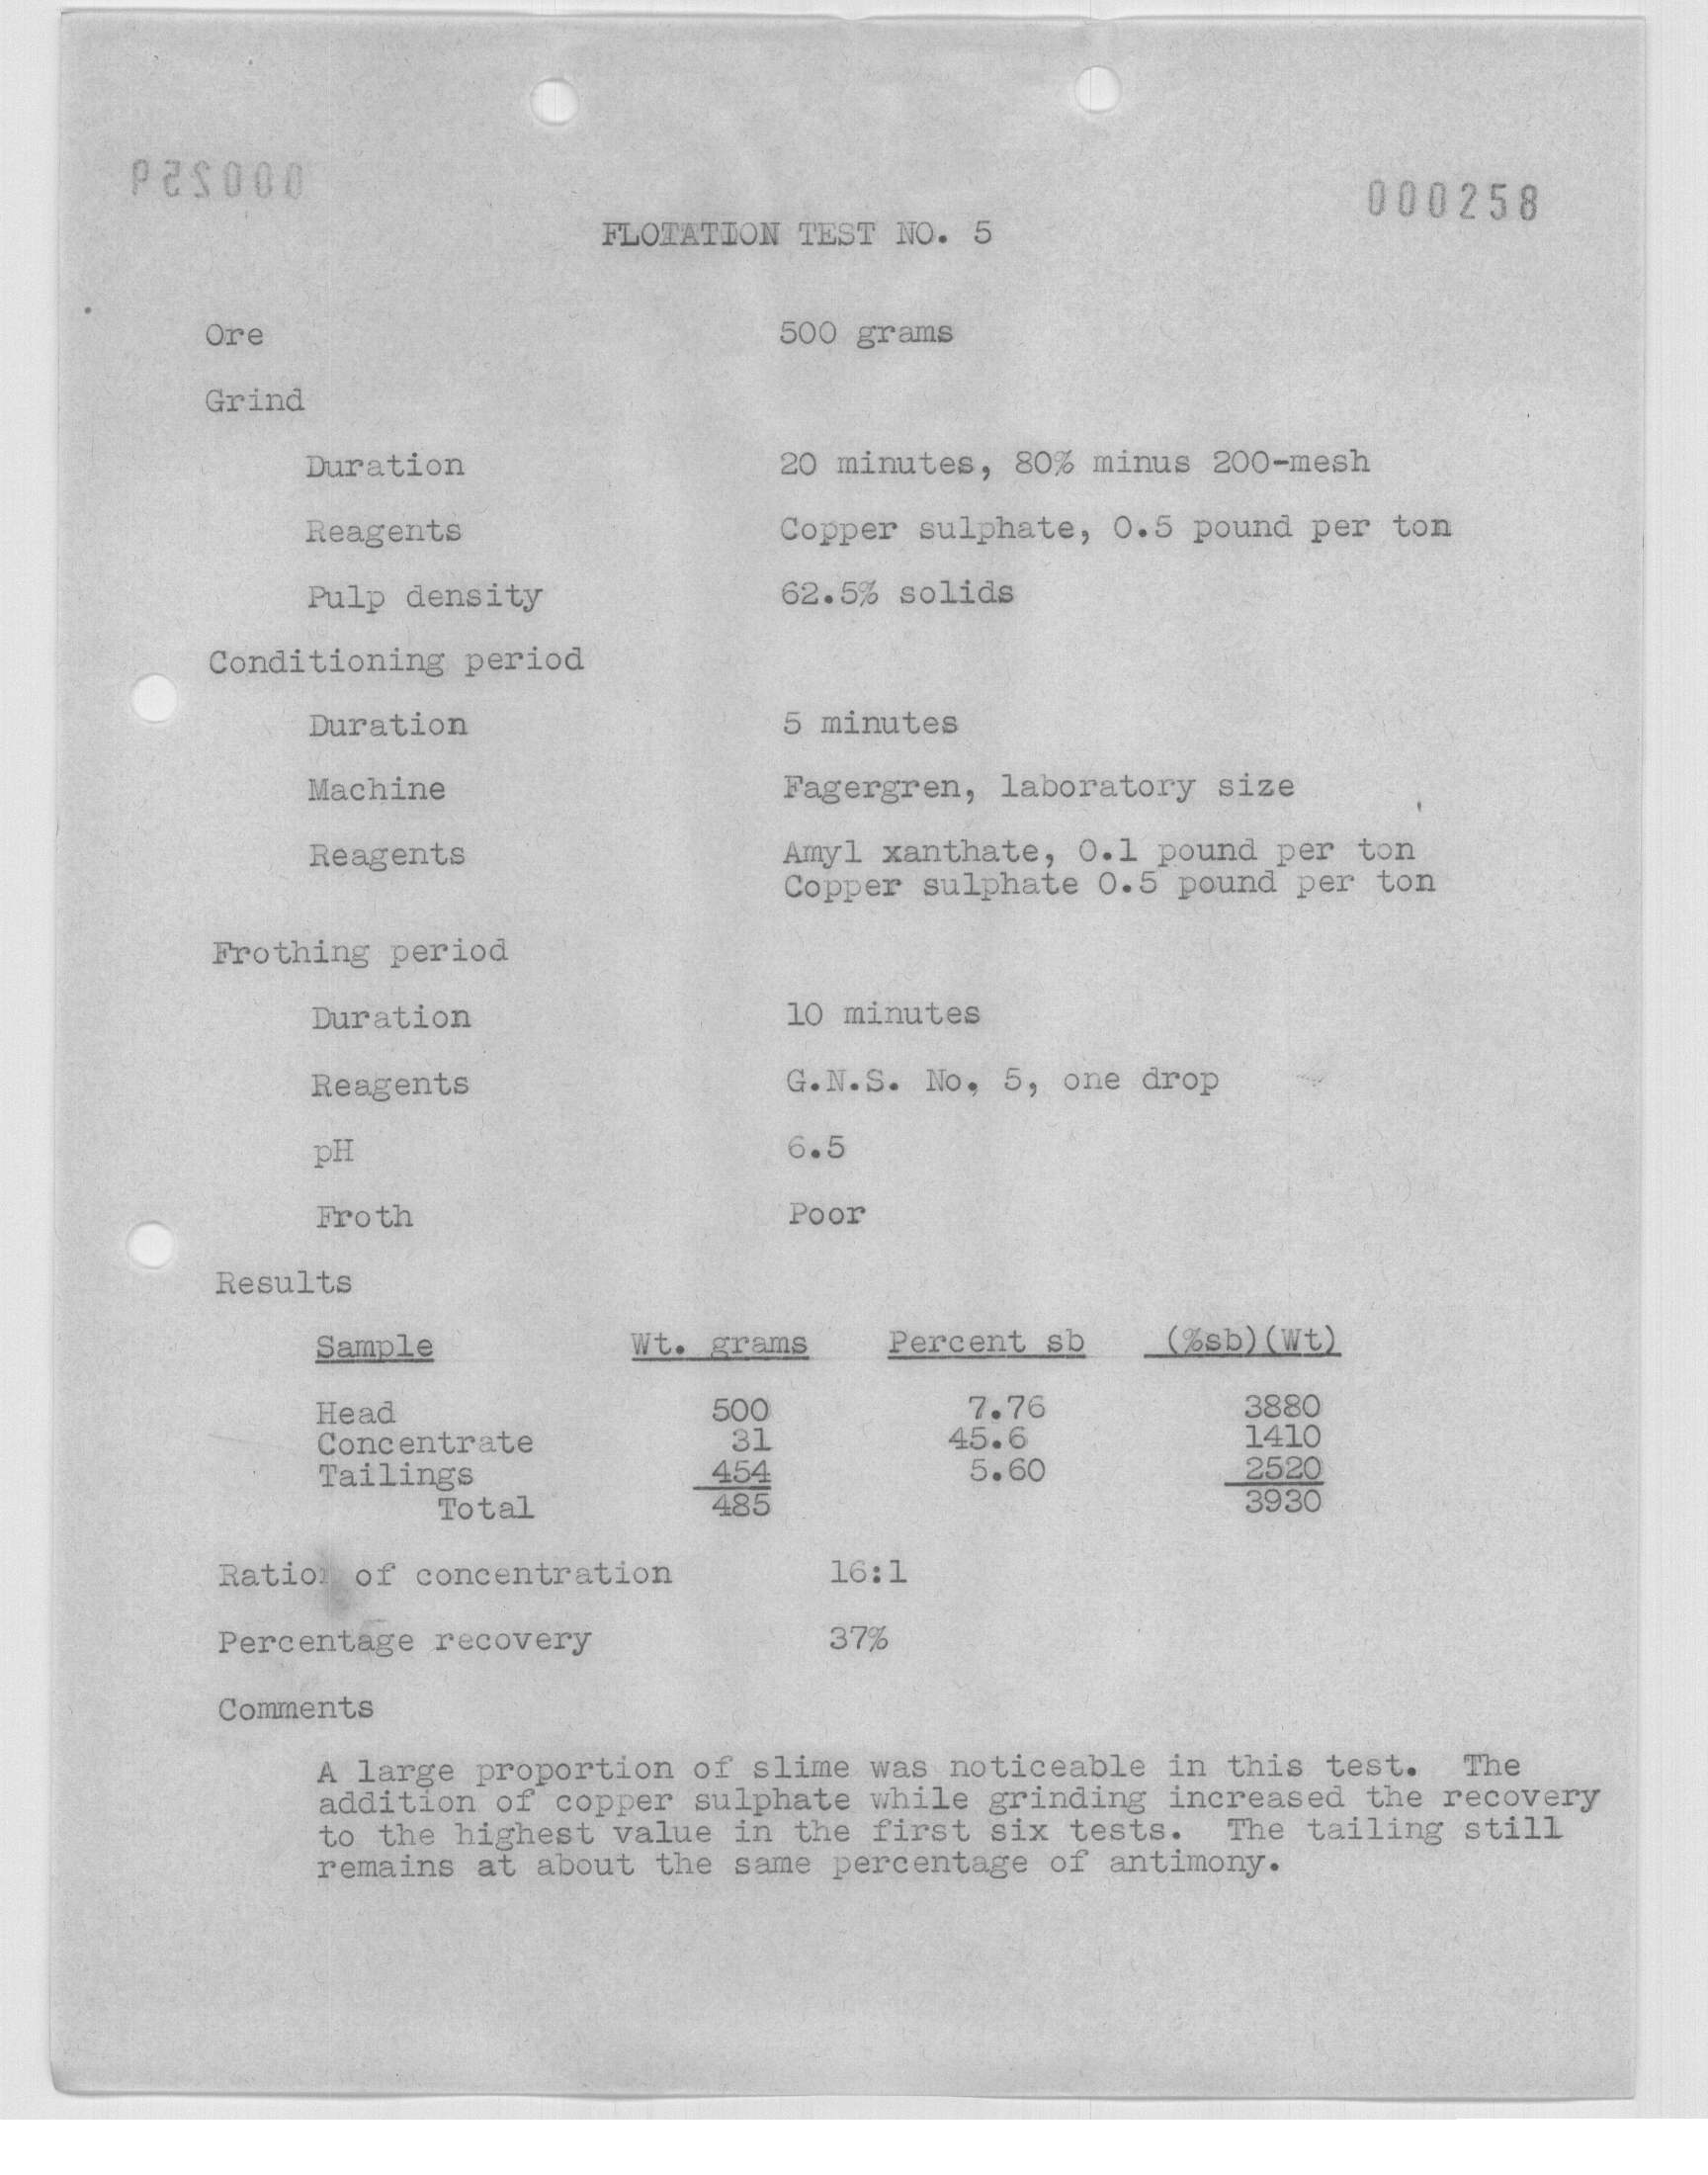 000259
000258
FLOTATION TEST NO. 5
Ore 500 grams
Grind
Duration 20 minutes, 80% minus 200-mesh
Reagents Copper sulphate, 0.5 pound per ton
Pulp density 62.5% solids
Conditioning period
Duration 5 minutes
Machine Fagergren, laboratory size
Reagents Amyl xanthate, 0.1 pound per ton
Copper sulphate 0.5 pound per ton
Frothing period
Duration 10 minutes
Reagents G.N.S. No. 5, one drop
pH 6.5
Froth Poor
Results
Sample Wt. grams Percent sb (%sb)(Wt)
Head 500 7.76 3880
Concentrate 31 45.6 1410
Tailings 454 5.60 2520
Total 485 3930
Ratio of concentration 16:1
Percentage recovery 37%
Comments
A large proportion of slime was noticeable in this test. The
addition of copper sulphate while grinding increased the recovery
to the highest value in the first six tests. The tailing still
remains at about the same percentage of antimony.